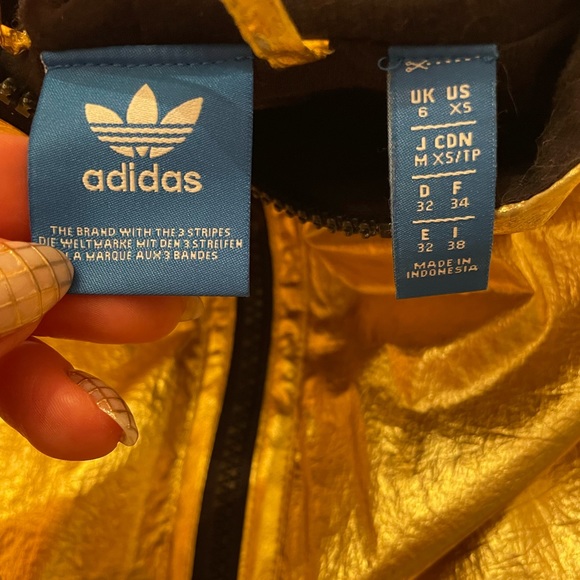 adidas
THE BRAND WITH THE 3 STRIPES
DIE WELTMARKE MIT DEN 3 STREIFEN
LA MARQUE AUX 3 BANDES
UK US
6 XS
J CDN
M XS/TP
D F
32 34
E I
32 38
MADE IN
INDONESIA